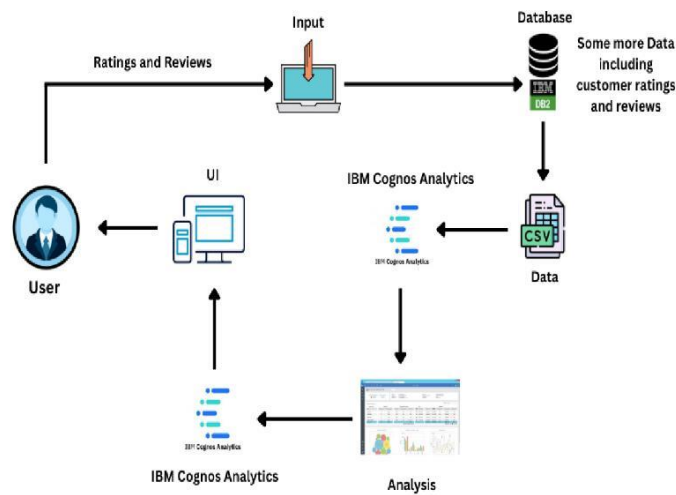 Input
Database
Ratings and Reviews
Some more Data
including
customer ratings
and reviews
IBM
DB2
UI
IBM Cognos Analytics
IBM Cognos Analytics
CSV
Data
User
IBM Cognos Analytics
IBM Cognos Analytics
Analysis